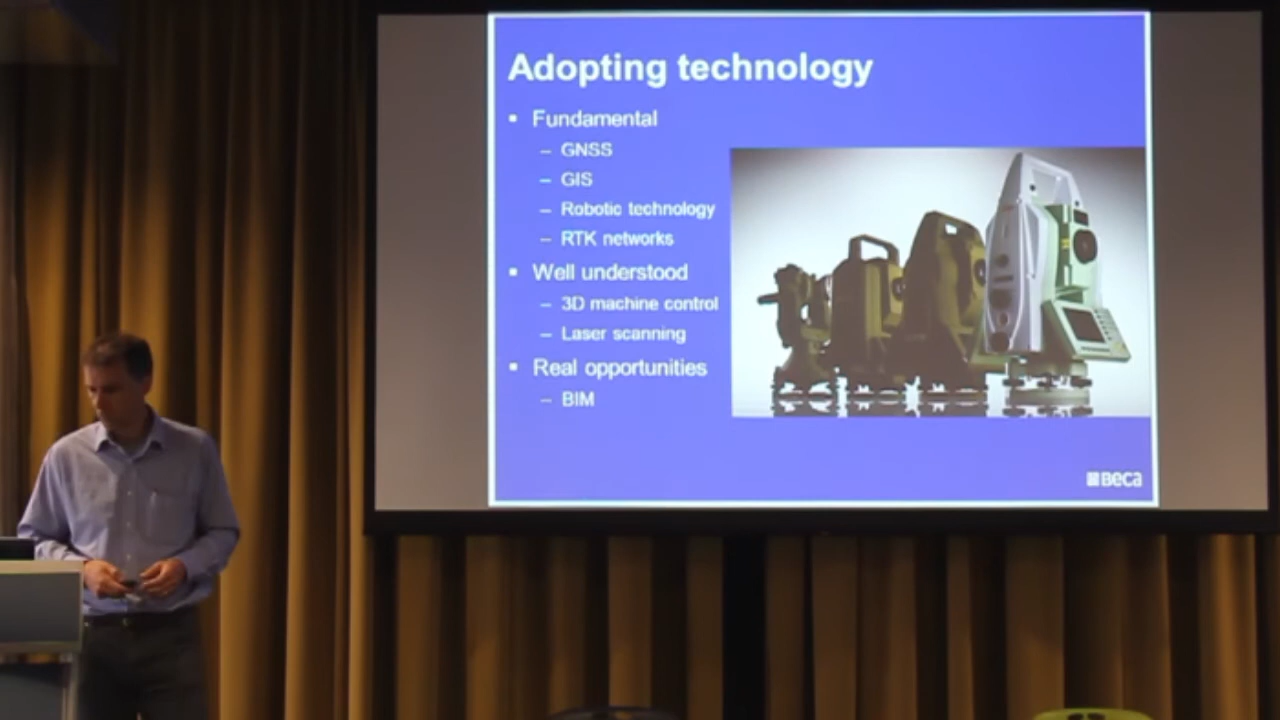 Adopting technology
▪ Fundamental
– GNSS
– GIS
– Robotic technology
– RTK networks
▪ Well understood
– 3D machine control
– Laser scanning
▪ Real opportunities
– BIM
BECA